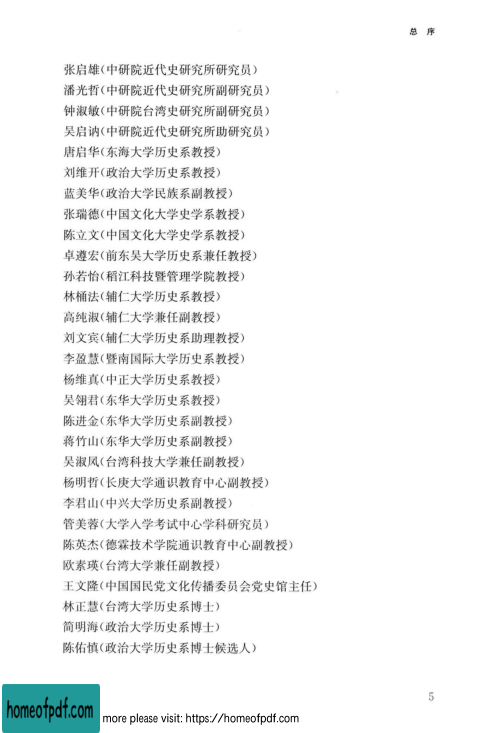 总 序
张启雄(中研院近代史研究所研究员)
潘光哲(中研院近代史研究所副研究员)
钟淑敏(中研院台湾史研究所副研究员)
吴启讷(中研院近代史研究所助研究员)
唐启华(东海大学历史系教授)
刘维开(政治大学历史系教授)
蓝美华(政治大学民族系副教授)
张瑞德(中国文化大学史学系教授)
陈立文(中国文化大学史学系教授)
卓遵宏(前东吴大学历史系兼任教授)
孙若怡(稻江科技暨管理学院教授)
林桶法(辅仁大学历史系教授)
高纯淑(辅仁大学兼任副教授)
刘文宾(辅仁大学历史系助理教授)
李盈慧(暨南国际大学历史系教授)
杨维真(中正大学历史系教授)
吴翎君(东华大学历史系教授)
陈进金(东华大学历史系副教授)
蒋竹山(东华大学历史系副教授)
吴淑凤(台湾科技大学兼任副教授)
杨明哲(长庚大学通识教育中心副教授)
李君山(中兴大学历史系副教授)
管美蓉(大学入学考试中心学科研究员)
陈英杰(德霖技术学院通识教育中心副教授)
欧素瑛(台湾大学兼任副教授)
王文隆(中国国民党文化传播委员会党史馆主任)
林正慧(台湾大学历史系博士)
简明海(政治大学历史系博士)
陈佑慎(政治大学历史系博士候选人)
5
homeofpdf.com
more please visit: https://homeofpdf.com